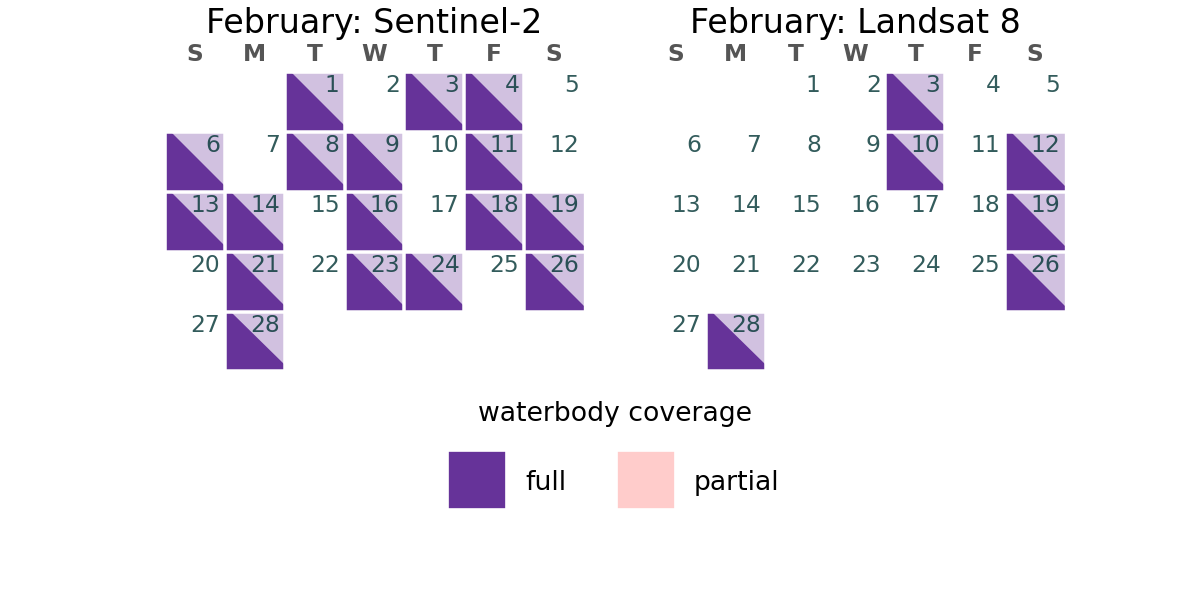 February: Sentinel-2
S M T W T F S
1 2 3 4 5
6 7 8 9 10 11 12
13 14 15 16 17 18 19
20 21 22 23 24 25 26
27 28
February: Landsat 8
S M T W T F S
1 2 3 4 5
6 7 8 9 10 11 12
13 14 15 16 17 18 19
20 21 22 23 24 25 26
27 28
waterbody coverage
full partial